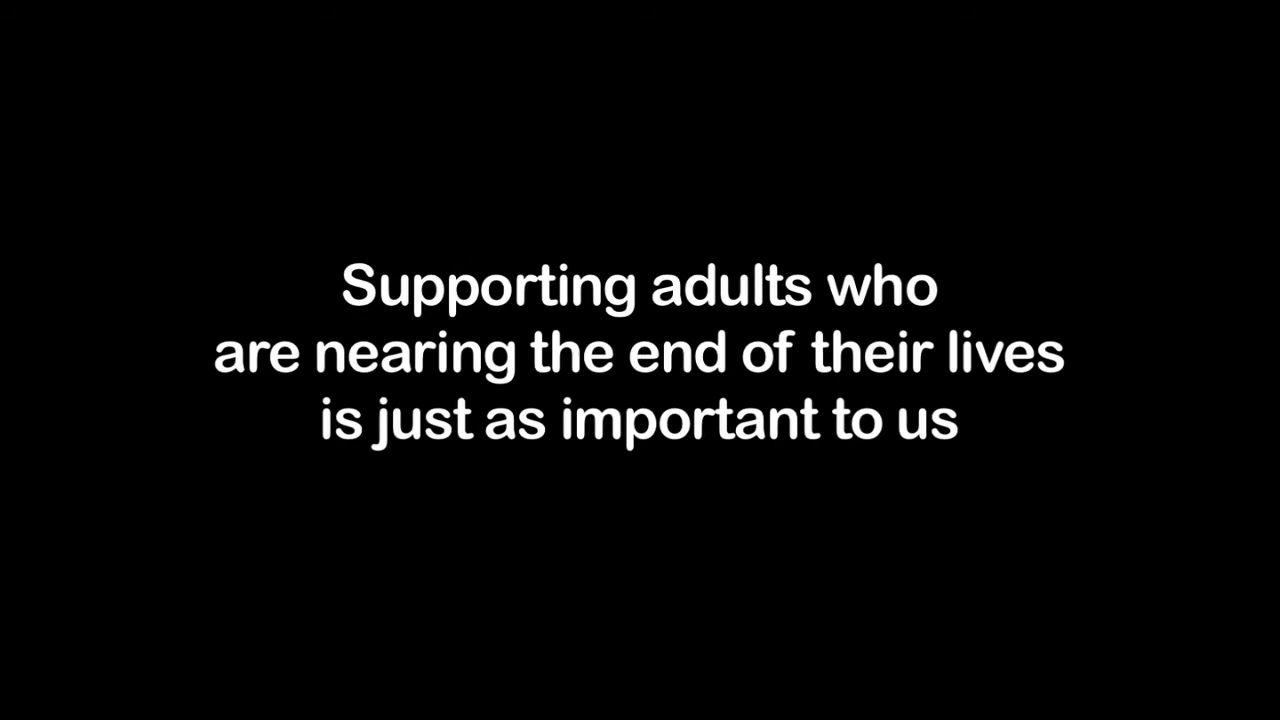 Supporting adults who
are nearing the end of their lives
is just as important to us